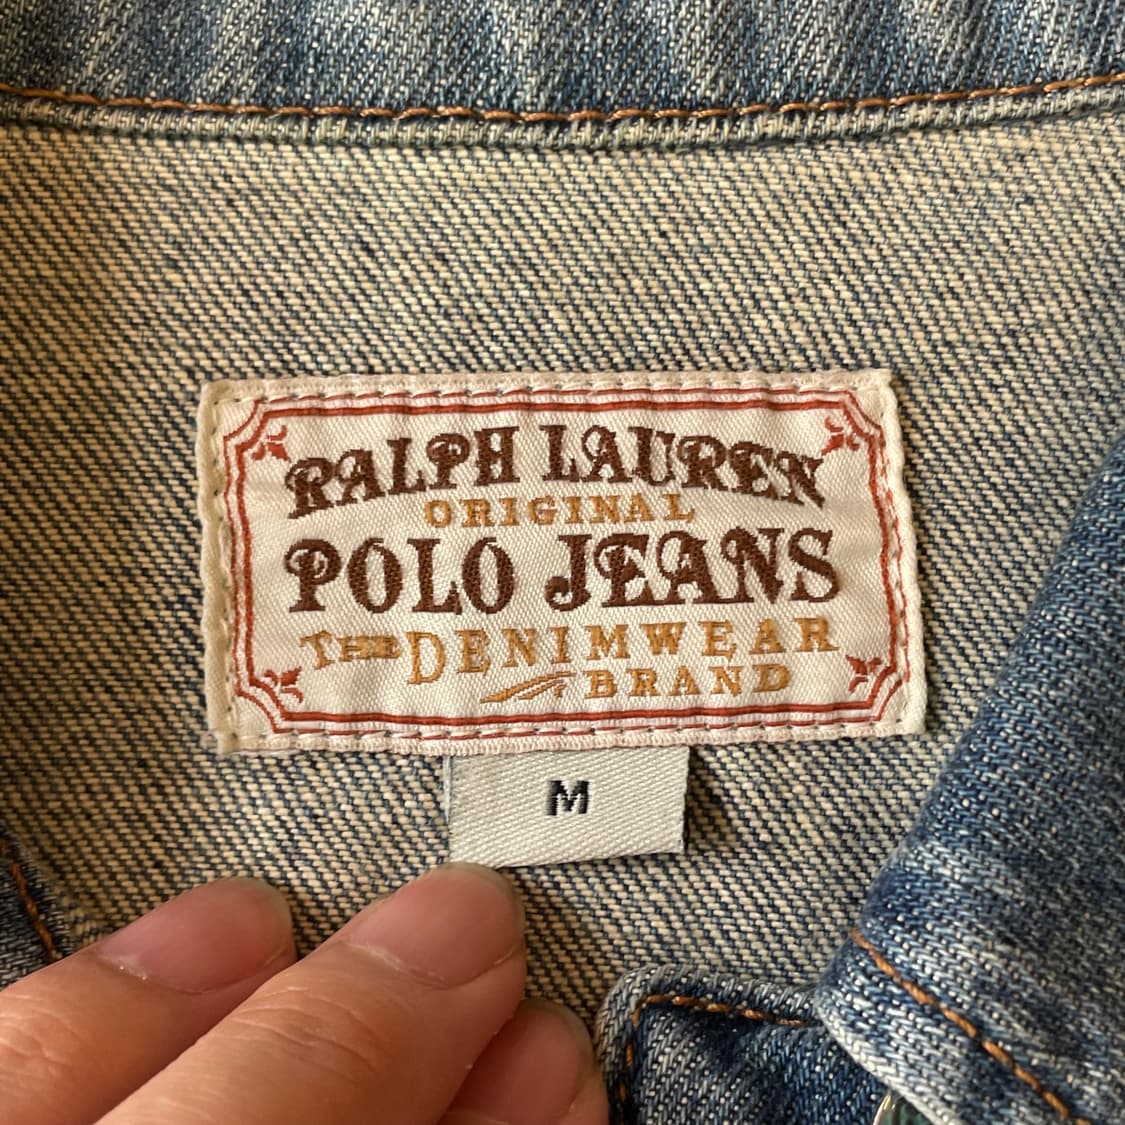 RALPH LAUREN
ORIGINAL
POLO JEANS
THE DENIMWEAR
BRAND
M